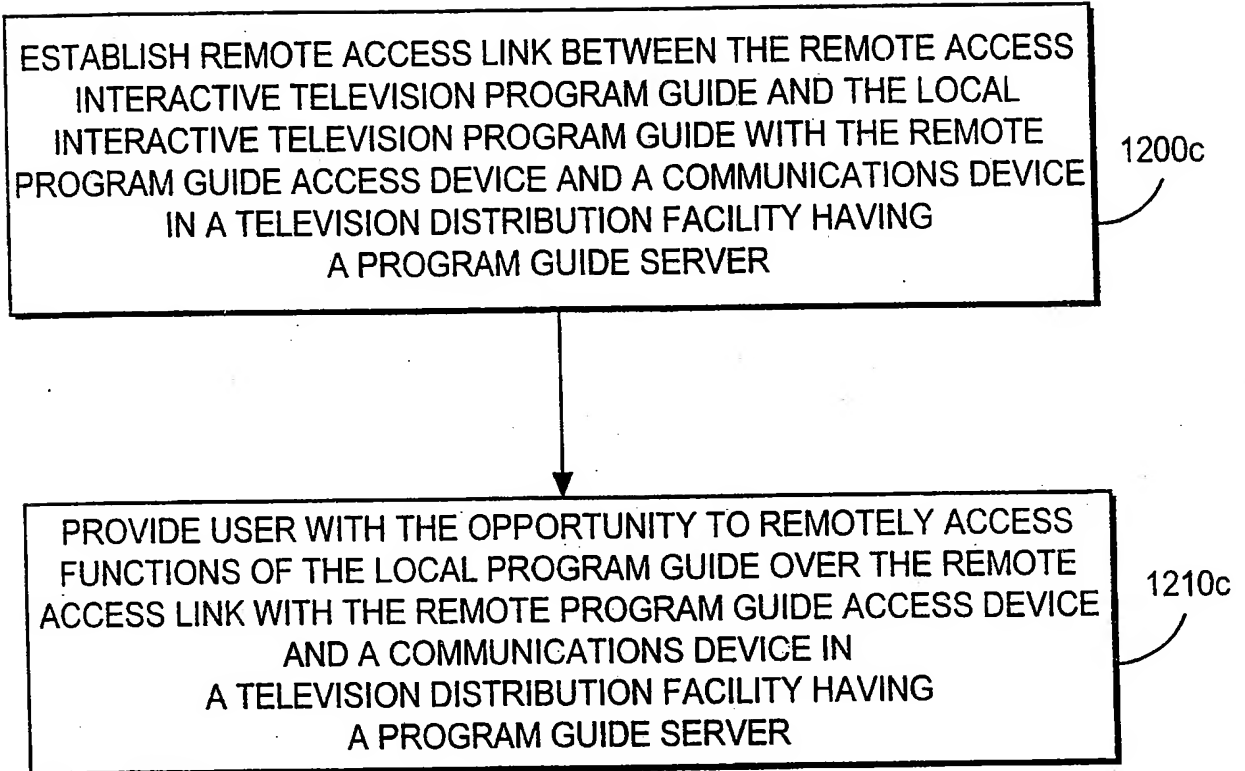 ESTABLISH REMOTE ACCESS LINK BETWEEN THE REMOTE ACCESS
INTERACTIVE TELEVISION PROGRAM GUIDE AND THE LOCAL
INTERACTIVE TELEVISION PROGRAM GUIDE WITH THE REMOTE
PROGRAM GUIDE ACCESS DEVICE AND A COMMUNICATIONS DEVICE
IN A TELEVISION DISTRIBUTION FACILITY HAVING
A PROGRAM GUIDE SERVER
1200c
PROVIDE USER WITH THE OPPORTUNITY TO REMOTELY ACCESS
FUNCTIONS OF THE LOCAL PROGRAM GUIDE OVER THE REMOTE
ACCESS LINK WITH THE REMOTE PROGRAM GUIDE ACCESS DEVICE
AND A COMMUNICATIONS DEVICE IN
A TELEVISION DISTRIBUTION FACILITY HAVING
A PROGRAM GUIDE SERVER
1210c